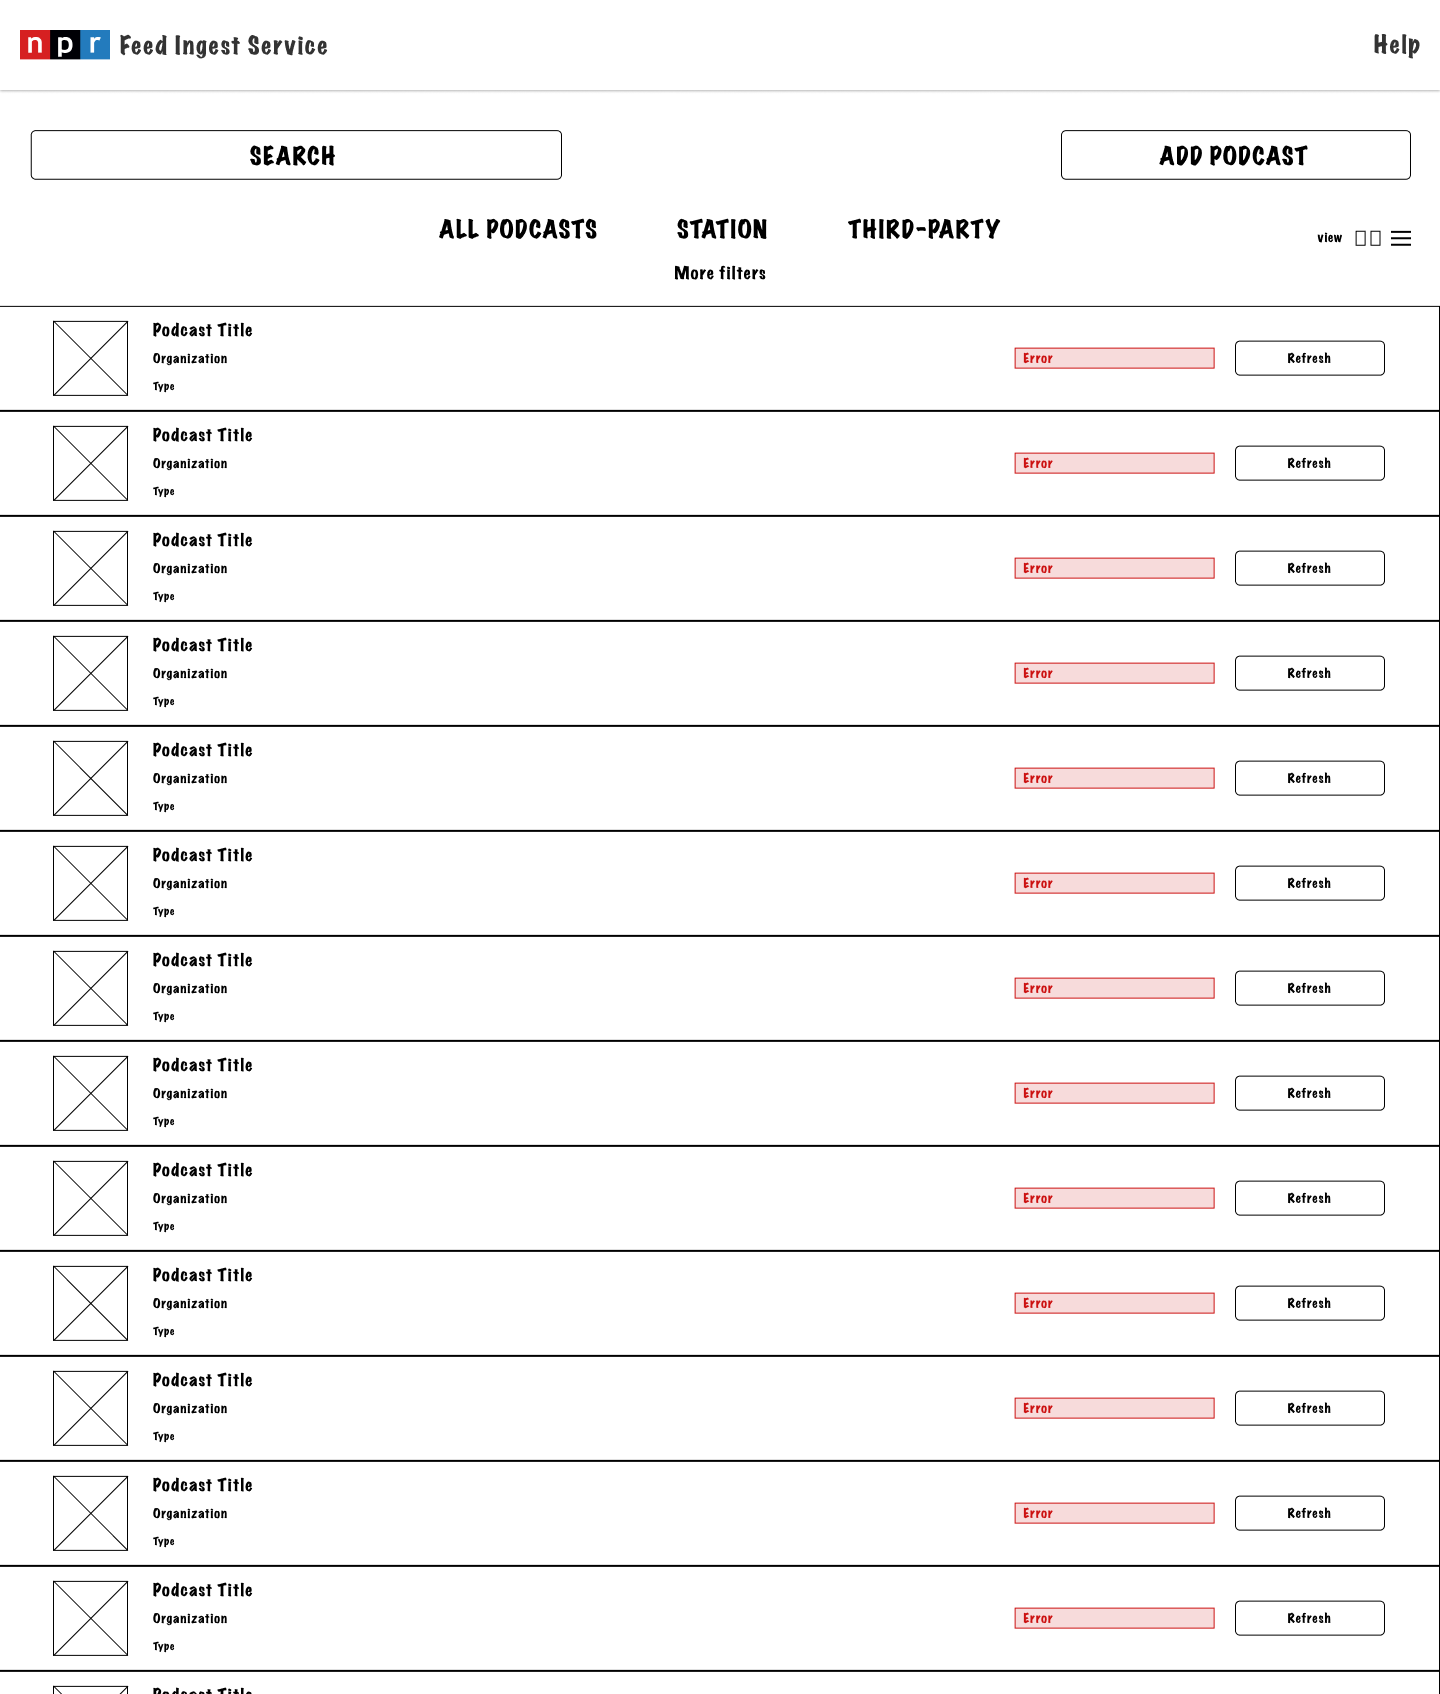 npr Feed Ingest Service
Help
SEARCH
ADD PODCAST
ALL PODCASTS STATION THIRD-PARTY
view
More filters
Podcast Title
Organization
Type
Error
Refresh
Podcast Title
Organization
Type
Error
Refresh
Podcast Title
Organization
Type
Error
Refresh
Podcast Title
Organization
Type
Error
Refresh
Podcast Title
Organization
Type
Error
Refresh
Podcast Title
Organization
Type
Error
Refresh
Podcast Title
Organization
Type
Error
Refresh
Podcast Title
Organization
Type
Error
Refresh
Podcast Title
Organization
Type
Error
Refresh
Podcast Title
Organization
Type
Error
Refresh
Podcast Title
Organization
Type
Error
Refresh
Podcast Title
Organization
Type
Error
Refresh
Podcast Title
Organization
Type
Error
Refresh
Podcast Title